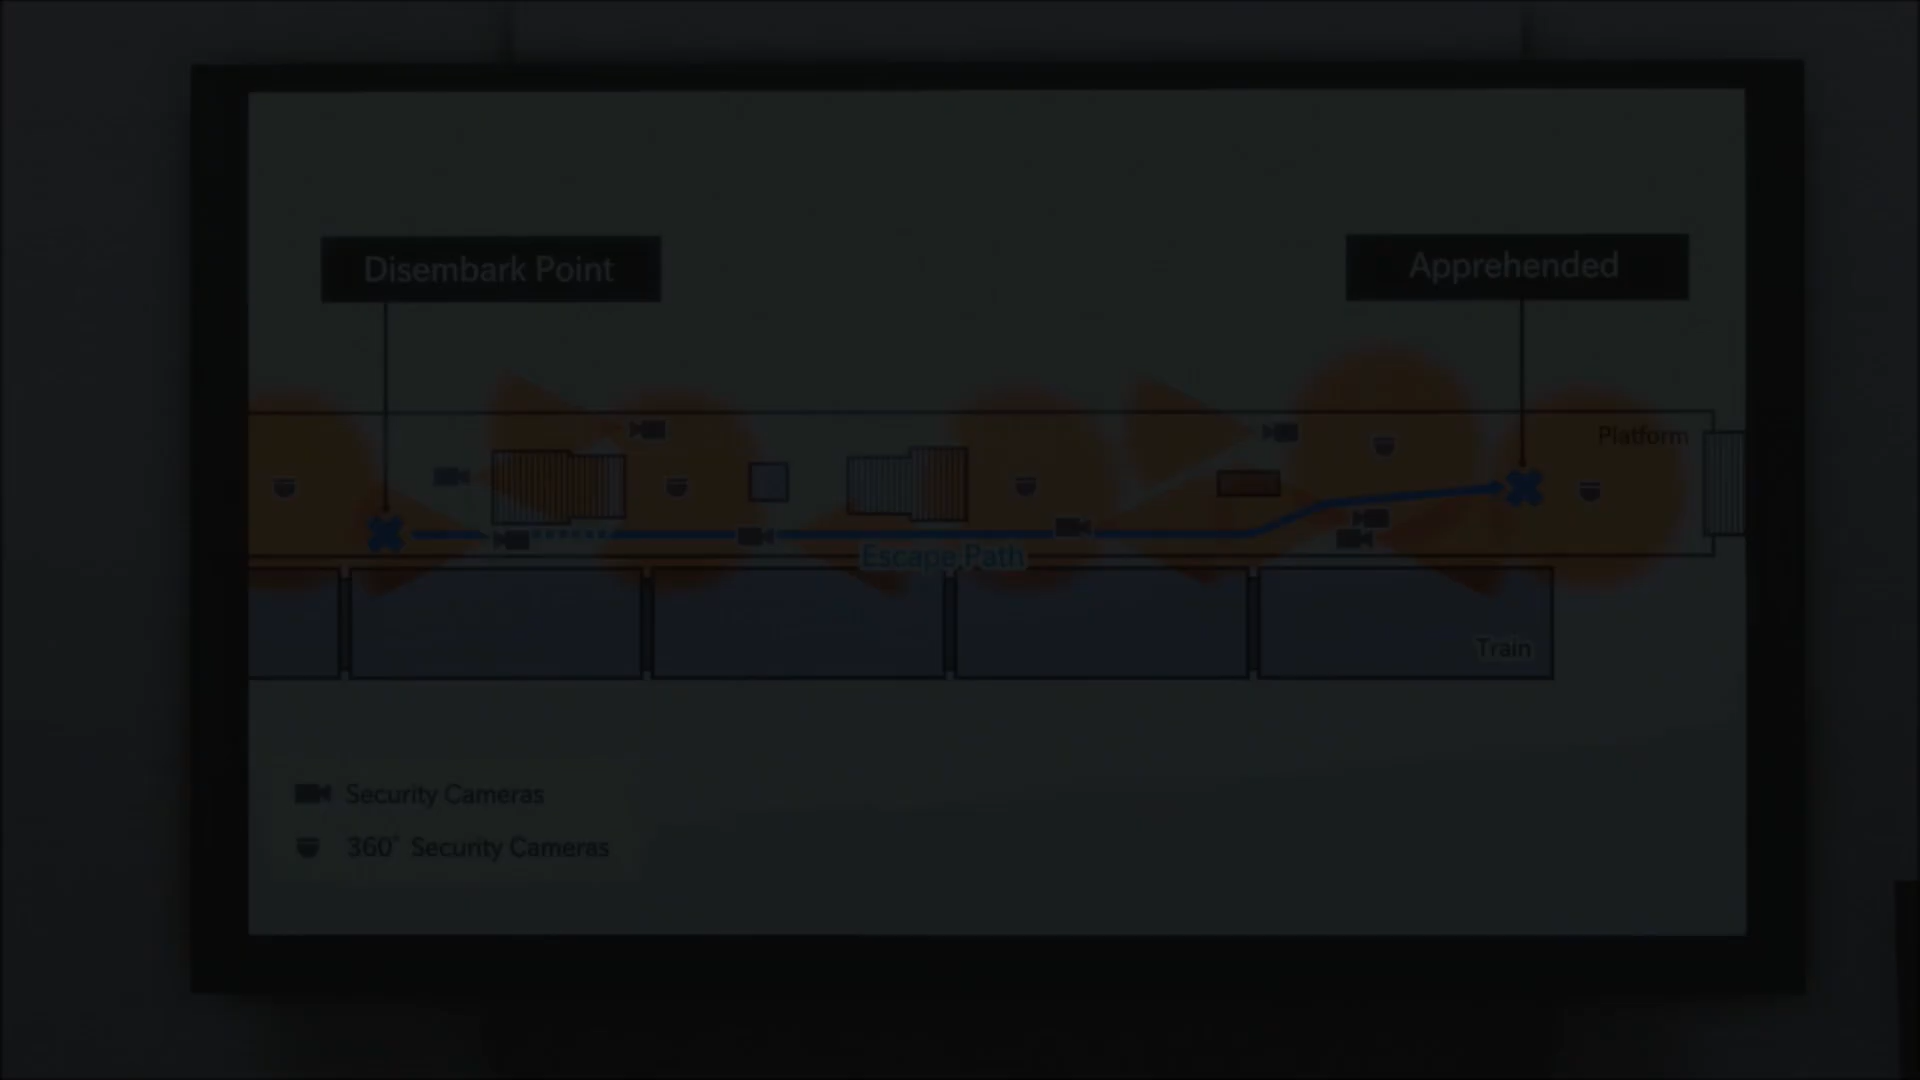 Disembark Point
Apprehended
Platform
Escape Path
Train
Security Cameras
360° Security Cameras